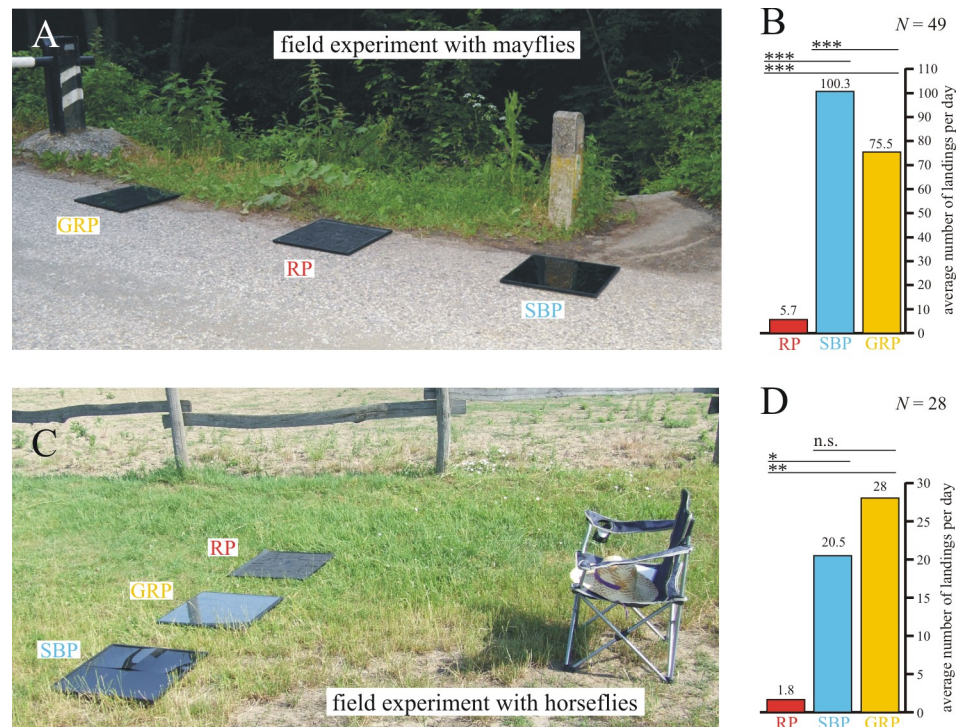 A
field experiment with mayflies
GRP
RP
SBP
B
N = 49
***
***
***
110
100
90
80
70
60
50
40
30
20
10
0
100.3
75.5
5.7
RP SBP GRP
average number of landings per day
C
RP
GRP
SBP
field experiment with horseflies
D
N = 28
n.s.
*
**
30
25
20
15
10
5
0
28
20.5
1.8
RP SBP GRP
average number of landings per day